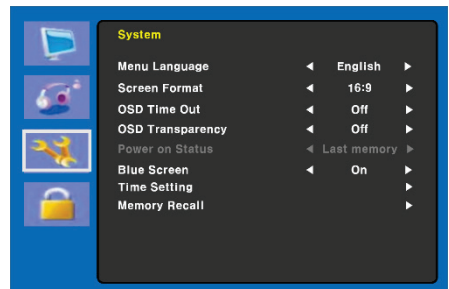 System
Menu Language English
Screen Format 16:9
OSD Time Out Off
OSD Transparency Off
Power on Status Last memory
Blue Screen On
Time Setting
Memory Recall